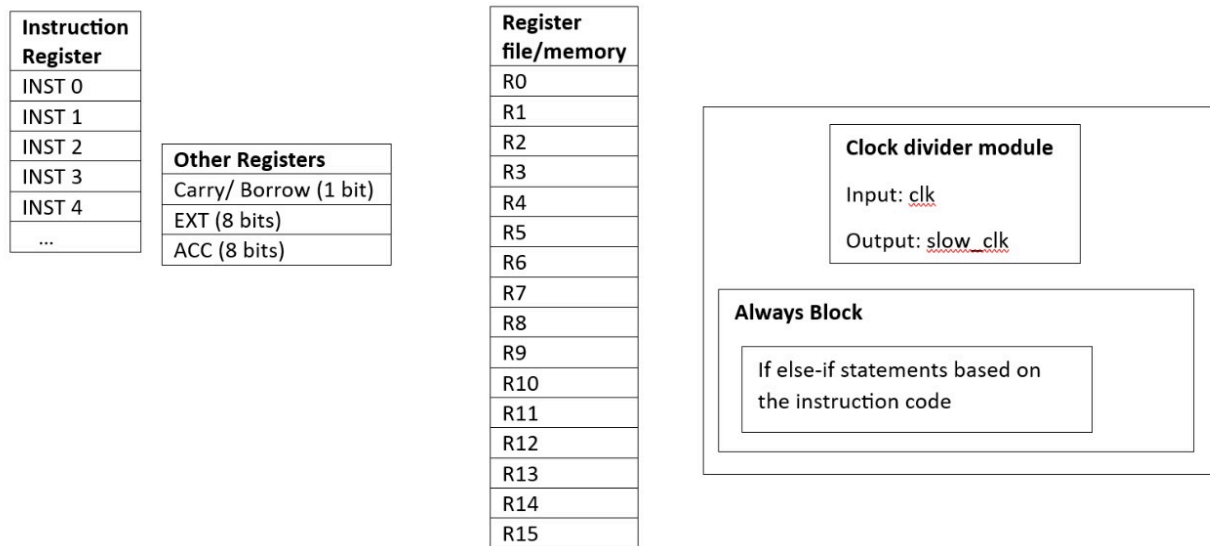 Instruction
Register
INST 0
INST 1
INST 2
INST 3
INST 4
...
Other Registers
Carry/ Borrow (1 bit)
EXT (8 bits)
ACC (8 bits)
Register
file/memory
R0
R1
R2
R3
R4
R5
R6
R7
R8
R9
R10
R11
R12
R13
R14
R15
Clock divider module
Input: clk
Output: slow_clk
Always Block
If else-if statements based on
the instruction code